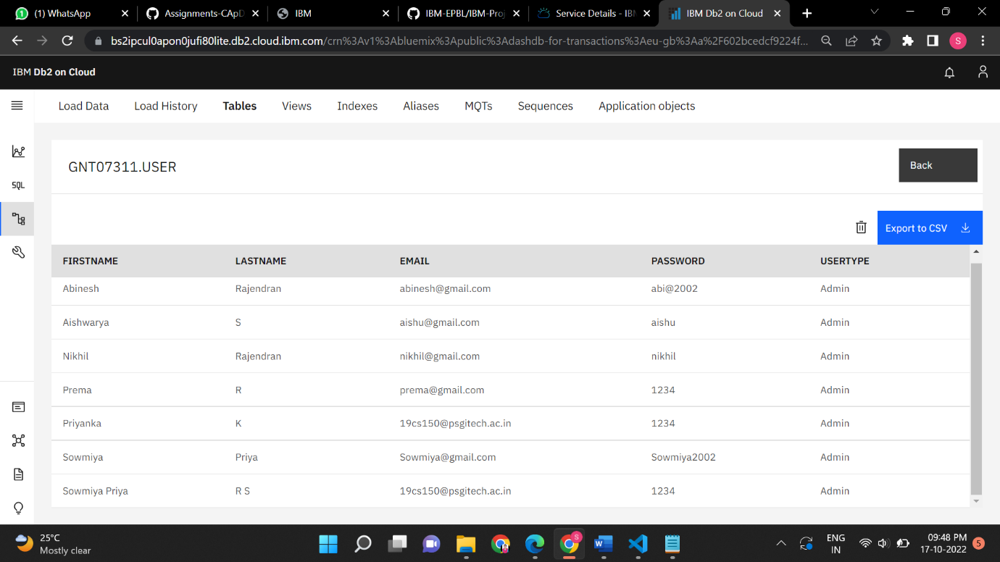 (1) WhatsApp
Assignments-CApD
IBM
IBM-EPBL/IBM-Proj
Service Details - IBM
IBM Db2 on Cloud
bs2ipcul0apon0jufi80lite.db2.cloud.ibm.com/crn%3Av1%3Abluemix%3Apublic%3Adashdb-for-transactions%3Aeu-gb%3Aa%2F602bcedcf9224f...
S
IBM Db2 on Cloud
Load Data Load History Tables Views Indexes Aliases MQTs Sequences Application objects
SQL
GNT07311.USER
Back
Export to CSV
FIRSTNAME LASTNAME EMAIL PASSWORD USERTYPE
Abinesh Rajendran abinesh@gmail.com abi@2002 Admin
Aishwarya S aishu@gmail.com aishu Admin
Nikhil Rajendran nikhil@gmail.com nikhil Admin
Prema R prema@gmail.com 1234 Admin
Priyanka K 19cs150@psgitech.ac.in 1234 Admin
Sowmiya Priya Sowmiya@gmail.com Sowmiya2002 Admin
Sowmiya Priya R S 19cs150@psgitech.ac.in 1234 Admin
25°C
Mostly clear
S
W
ENG
IN
09:48 PM
17-10-2022
5